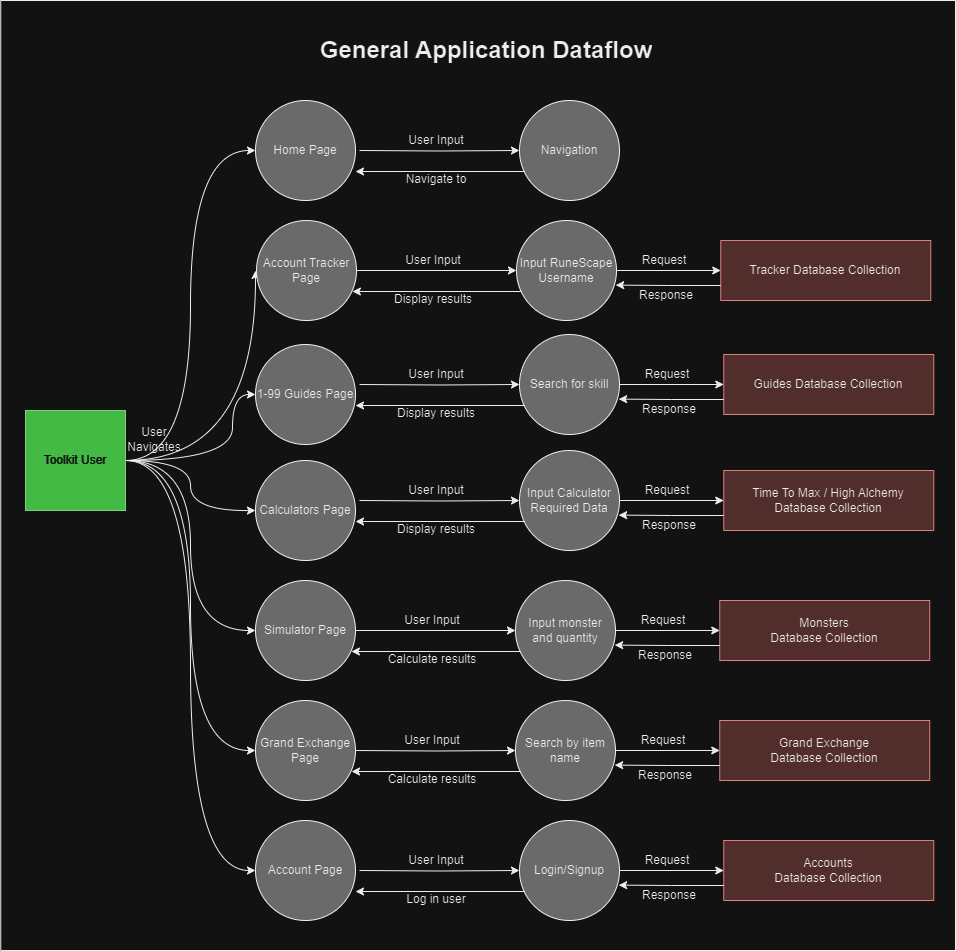 General Application Dataflow
User Input
Home Page
Navigation
Navigate to
User Input
Request
Account Tracker
Page
Input RuneScape
Username
Tracker Database Collection
Display results
Response
User Input
Request
1-99 Guides Page
Search for skill
Guides Database Collection
Display results
Response
User
Navigates
Toolkit User
User Input
Request
Calculators Page
Input Calculator
Required Data
Time To Max / High Alchemy
Database Collection
Display results
Response
User Input
Request
Simulator Page
Input monster
and quantity
Monsters
Database Collection
Calculate results
Response
User Input
Request
Grand Exchange
Page
Search by item
name
Grand Exchange
Database Collection
Calculate results
Response
User Input
Request
Account Page
Login/Signup
Accounts
Database Collection
Log in user
Response